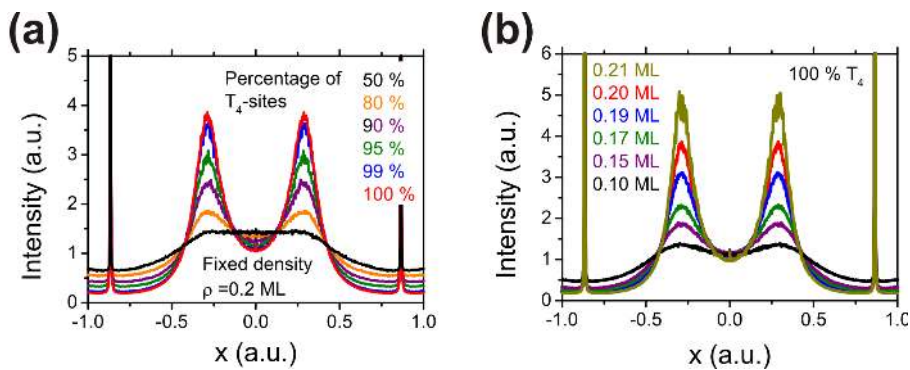 (a)
Intensity (a.u.)
5
4
3
2
1
0
-1.0
-0.5
0.0
0.5
1.0
x (a.u.)
Percentage of
T4-sites
50 %
80 %
90 %
95 %
99 %
100 %
Fixed density
ρ =0.2 ML
(b)
Intensity (a.u.)
6
5
4
3
2
1
0
-1.0
-0.5
0.0
0.5
1.0
x (a.u.)
0.21 ML
0.20 ML
0.19 ML
0.17 ML
0.15 ML
0.10 ML
100 % T4